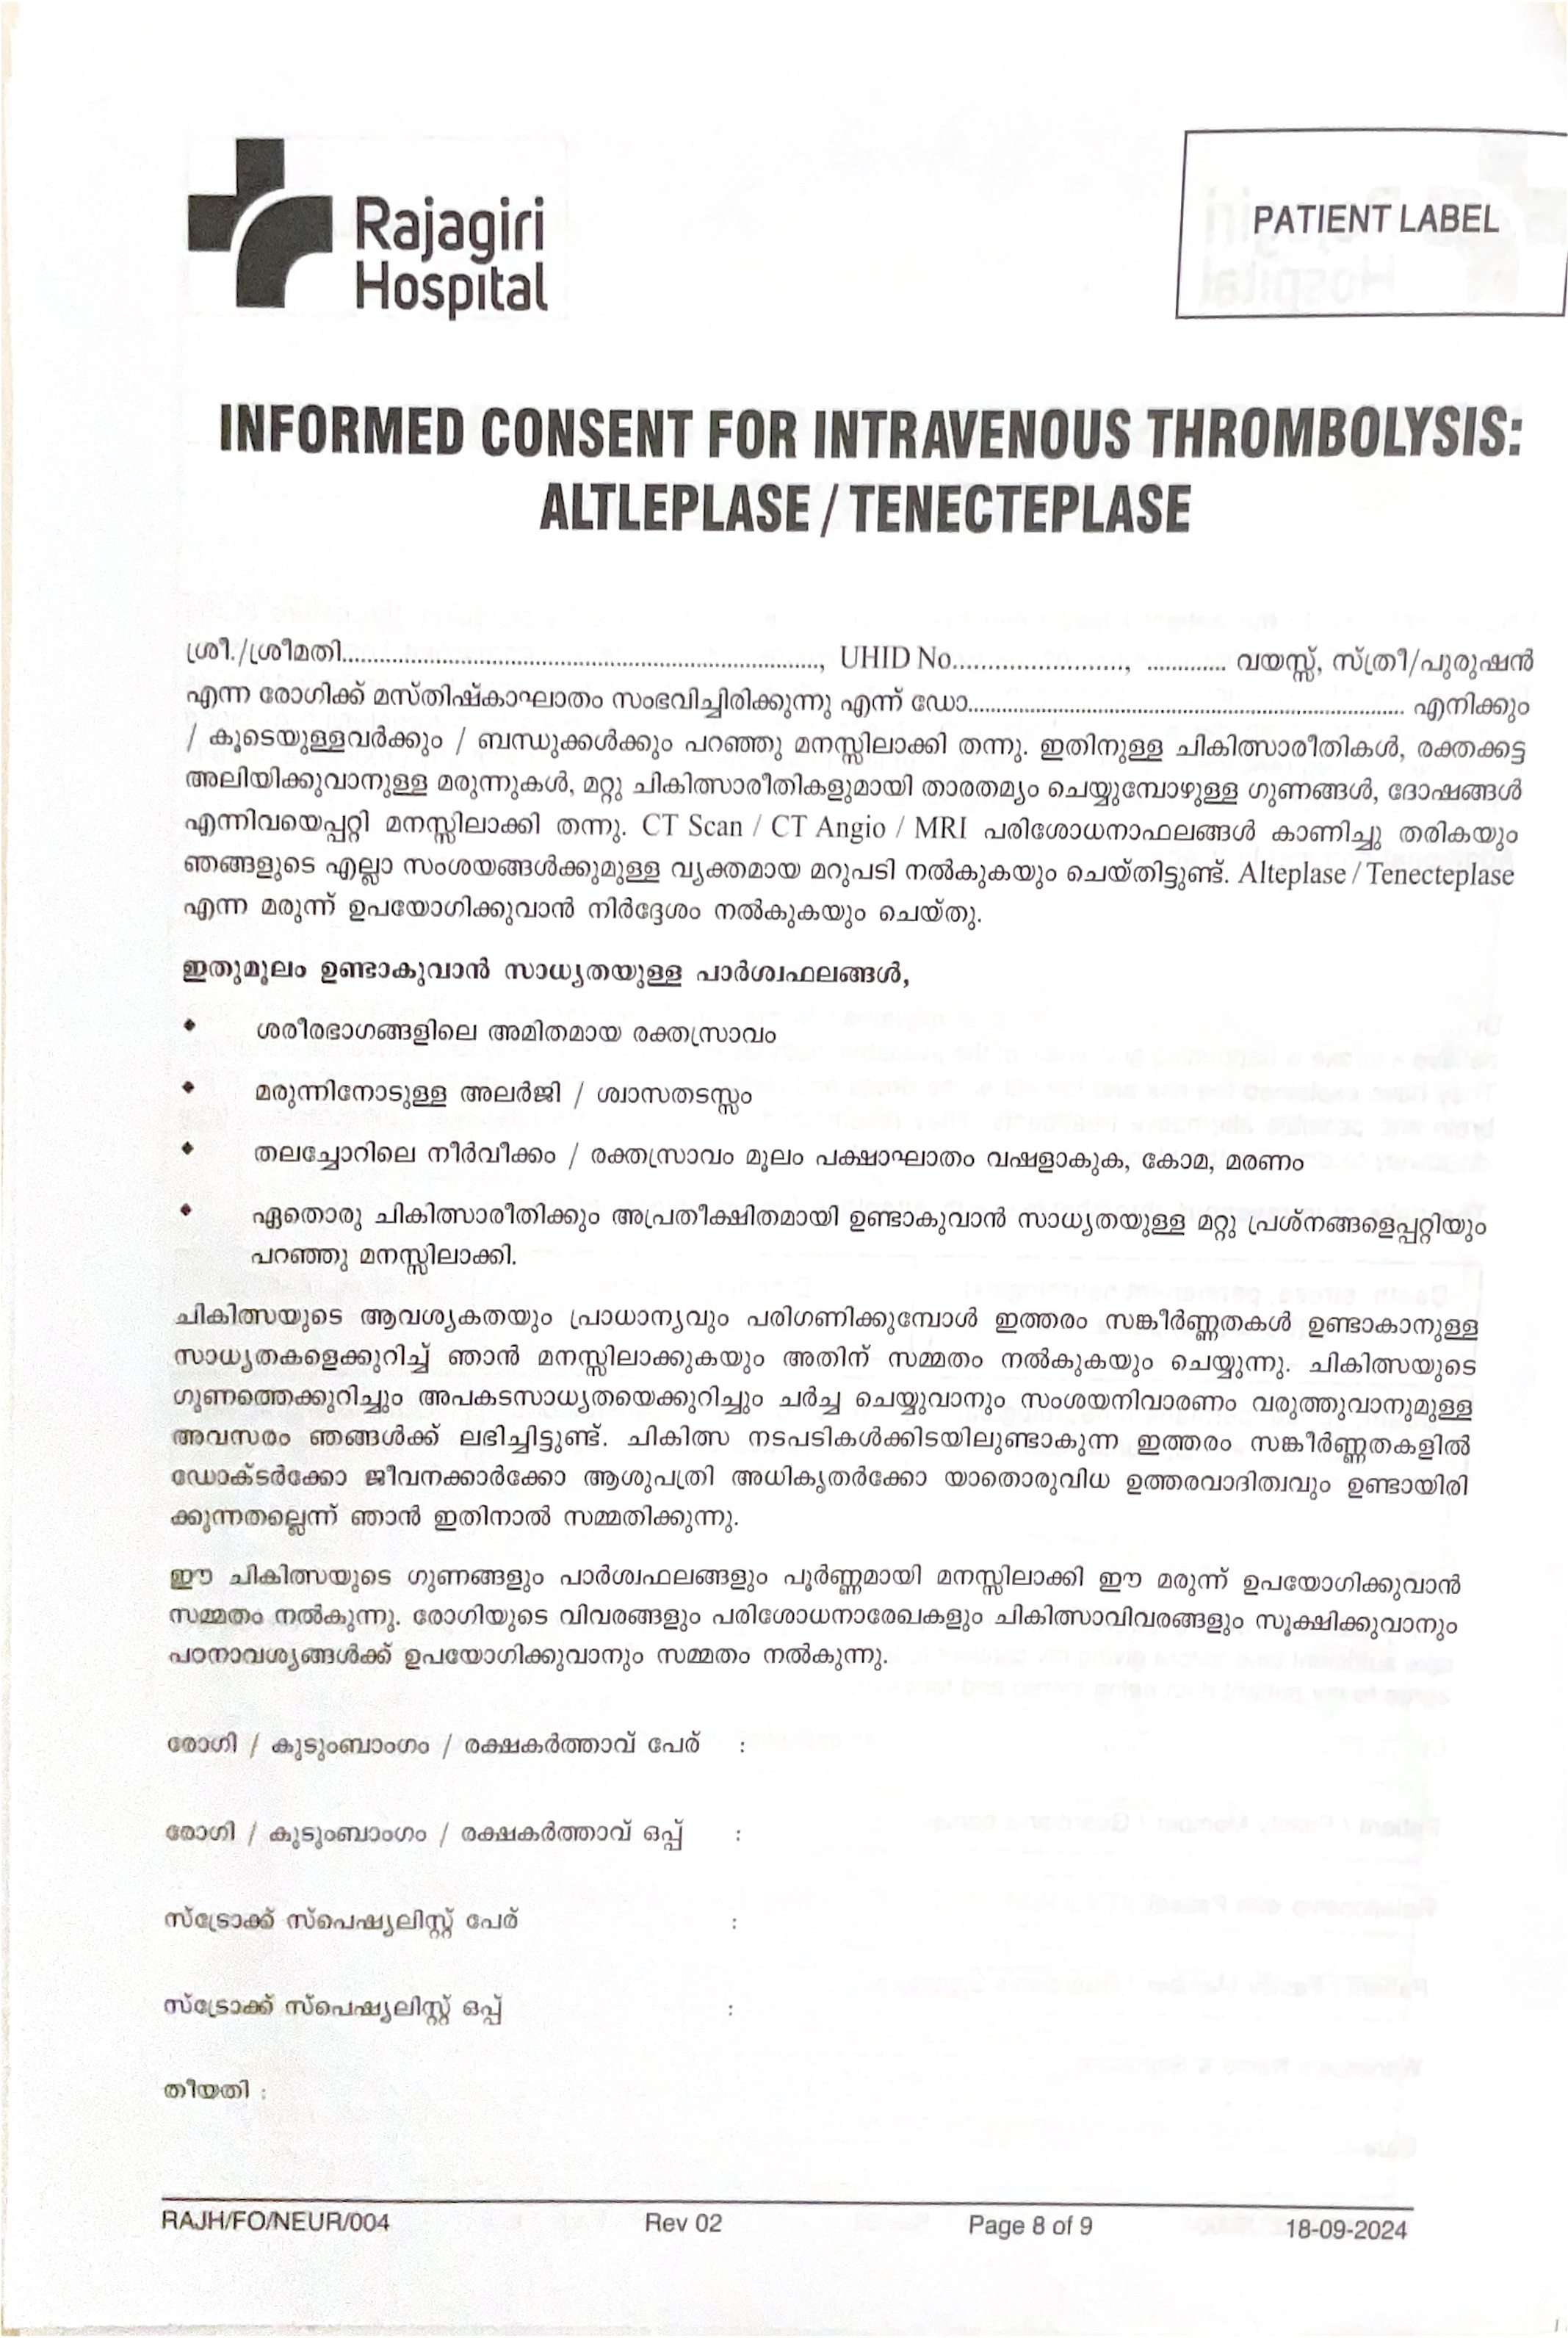 Rajagiri
Hospital
PATIENT LABEL
INFORMED CONSENT FOR INTRAVENOUS THROMBOLYSIS:
ALTLEPLASE / TENECTEPLASE
ശ്രീ./ശ്രീമതി................................................................................., UHID No......................., ............ വയസ്സ്, സ്ത്രീ/പുരുഷൻ
എന്ന രോഗിക്ക് മസ്തിഷ്കാഘാതം സംഭവിച്ചിരിക്കുന്നു എന്ന് ഡോ.................................................................................... എനിക്കും
/ കൂടെയുള്ളവർക്കും / ബന്ധുക്കൾക്കും പറഞ്ഞു മനസ്സിലാക്കി തന്നു. ഇതിനുള്ള ചികിത്സാരീതികൾ, രക്തക്കട്ട
അലിയിക്കുവാനുള്ള മരുന്നുകൾ, മറ്റു ചികിത്സാരീതികളുമായി താരതമ്യം ചെയ്യുമ്പോഴുള്ള ഗുണങ്ങൾ, ദോഷങ്ങൾ
എന്നിവയെപ്പറ്റി മനസ്സിലാക്കി തന്നു. CT Scan / CT Angio / MRI പരിശോധനാഫലങ്ങൾ കാണിച്ചു തരികയും
ഞങ്ങളുടെ എല്ലാ സംശയങ്ങൾക്കുമുള്ള വ്യക്തമായ മറുപടി നൽകുകയും ചെയ്തിട്ടുണ്ട്. Alteplase / Tenecteplase
എന്ന മരുന്ന് ഉപയോഗിക്കുവാൻ നിർദ്ദേശം നൽകുകയും ചെയ്തു.
ഇതുമൂലം ഉണ്ടാകുവാൻ സാധ്യതയുള്ള പാർശ്വഫലങ്ങൾ,
◆ ശരീരഭാഗങ്ങളിലെ അമിതമായ രക്തസ്രാവം
◆ മരുന്നിനോടുള്ള അലർജി / ശ്വാസതടസ്സം
◆ തലച്ചോറിലെ നീർവീക്കം / രക്തസ്രാവം മൂലം പക്ഷാഘാതം വഷളാകുക, കോമ, മരണം
◆ ഏതൊരു ചികിത്സാരീതിക്കും അപ്രതീക്ഷിതമായി ഉണ്ടാകുവാൻ സാധ്യതയുള്ള മറ്റു പ്രശ്നങ്ങളെപ്പറ്റിയും
പറഞ്ഞു മനസ്സിലാക്കി.
ചികിത്സയുടെ ആവശ്യകതയും പ്രാധാന്യവും പരിഗണിക്കുമ്പോൾ ഇത്തരം സങ്കീർണ്ണതകൾ ഉണ്ടാകാനുള്ള
സാധ്യതകളെക്കുറിച്ച് ഞാൻ മനസ്സിലാക്കുകയും അതിന് സമ്മതം നൽകുകയും ചെയ്യുന്നു. ചികിത്സയുടെ
ഗുണത്തെക്കുറിച്ചും അപകടസാധ്യതയെക്കുറിച്ചും ചർച്ച ചെയ്യുവാനും സംശയനിവാരണം വരുത്തുവാനുമുള്ള
അവസരം ഞങ്ങൾക്ക് ലഭിച്ചിട്ടുണ്ട്. ചികിത്സ നടപടികൾക്കിടയിലുണ്ടാകുന്ന ഇത്തരം സങ്കീർണ്ണതകളിൽ
ഡോക്ടർക്കോ ജീവനക്കാർക്കോ ആശുപത്രി അധികൃതർക്കോ യാതൊരുവിധ ഉത്തരവാദിത്വവും ഉണ്ടായിരി
ക്കുന്നതല്ലെന്ന് ഞാൻ ഇതിനാൽ സമ്മതിക്കുന്നു.
ഈ ചികിത്സയുടെ ഗുണങ്ങളും പാർശ്വഫലങ്ങളും പൂർണ്ണമായി മനസ്സിലാക്കി ഈ മരുന്ന് ഉപയോഗിക്കുവാൻ
സമ്മതം നൽകുന്നു. രോഗിയുടെ വിവരങ്ങളും പരിശോധനാരേഖകളും ചികിത്സാവിവരങ്ങളും സൂക്ഷിക്കുവാനും
പഠനാവശ്യങ്ങൾക്ക് ഉപയോഗിക്കുവാനും സമ്മതം നൽകുന്നു.
രോഗി / കുടുംബാംഗം / രക്ഷകർത്താവ് പേര് :
രോഗി / കുടുംബാംഗം / രക്ഷകർത്താവ് ഒപ്പ് :
സ്ട്രോക്ക് സ്പെഷ്യലിസ്റ്റ് പേര് :
സ്ട്രോക്ക് സ്പെഷ്യലിസ്റ്റ് ഒപ്പ് :
തീയതി :
RAJH/FO/NEUR/004 Rev 02 Page 8 of 9 18-09-2024